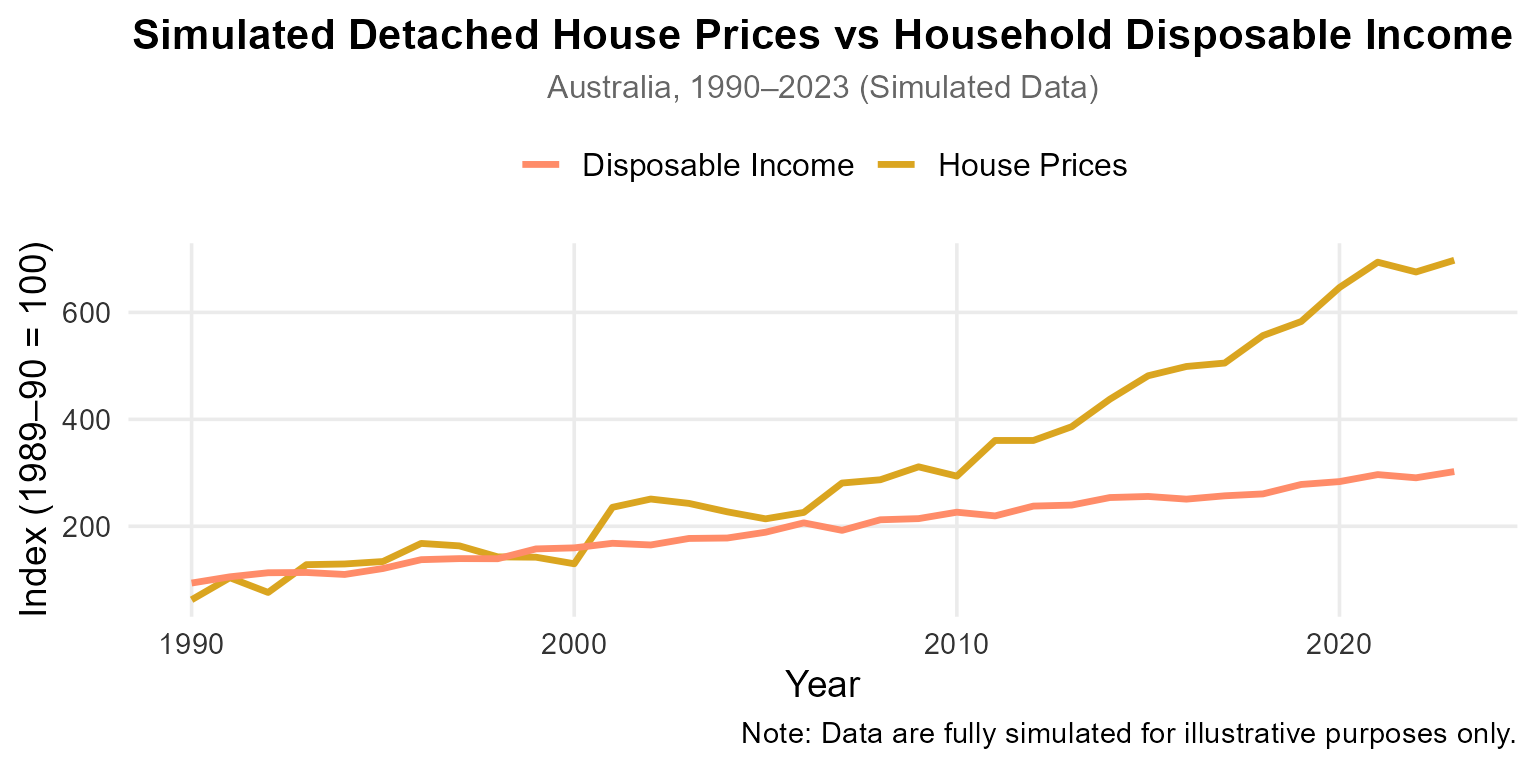 Simulated Detached House Prices vs Household Disposable Income
Australia, 1990–2023 (Simulated Data)
Disposable Income
House Prices
Index (1989–90 = 100)
600
400
200
1990
2000
2010
2020
Year
Note: Data are fully simulated for illustrative purposes only.